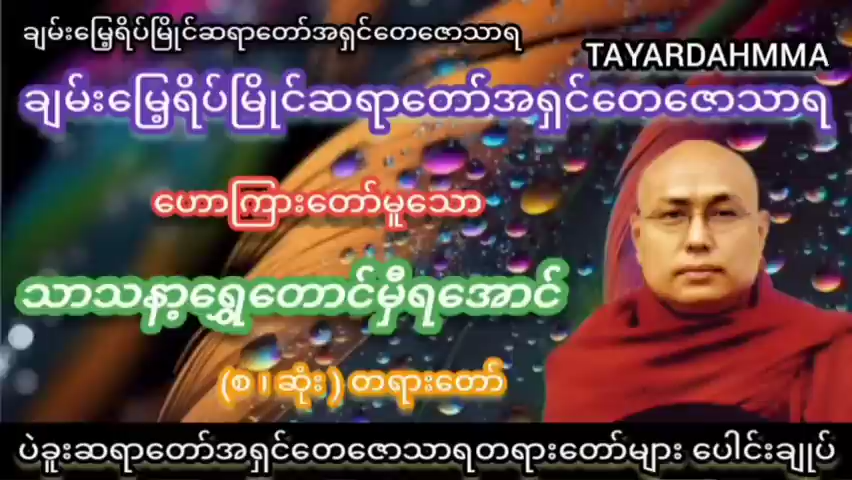 ချမ်းမြေ့ရိပ်မြိုင်ဆရာတော်အရှင်တေဇောသာရ
TAYARDAHMMA
ချမ်းမြေ့ရိပ်မြိုင်ဆရာတော်အရှင်တေဇောသာရ
ဟောကြားတော်မူသော
သာသနာ့ရွှေတောင်မှီရအောင်
(စ ၊ ဆုံး ) တရားတော်
ပဲခူးဆရာတော်အရှင်တေဇောသာရတရားတော်များ ပေါင်းချုပ်